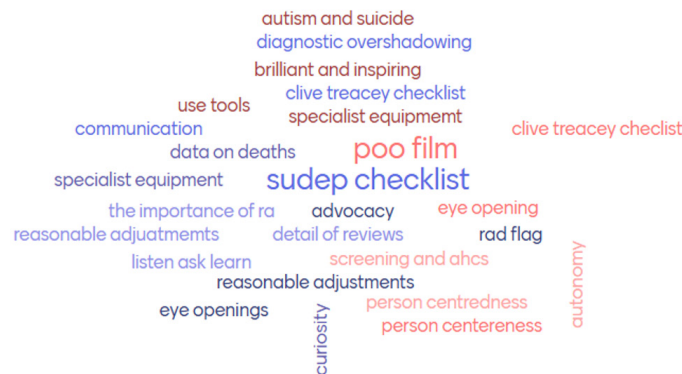 autism and suicide
diagnostic overshadowing
brilliant and inspiring
clive treacey checklist
use tools
specialist equipmemt
communication
clive treacey checlist
data on deaths
poo film
specialist equipment
sudep checklist
the importance of ra
advocacy
eye opening
reasonable adjuatmemts
detail of reviews
rad flag
listen ask learn
screening and ahcs
autonomy
reasonable adjustments
eye openings
curiosity
person centredness
person centereness